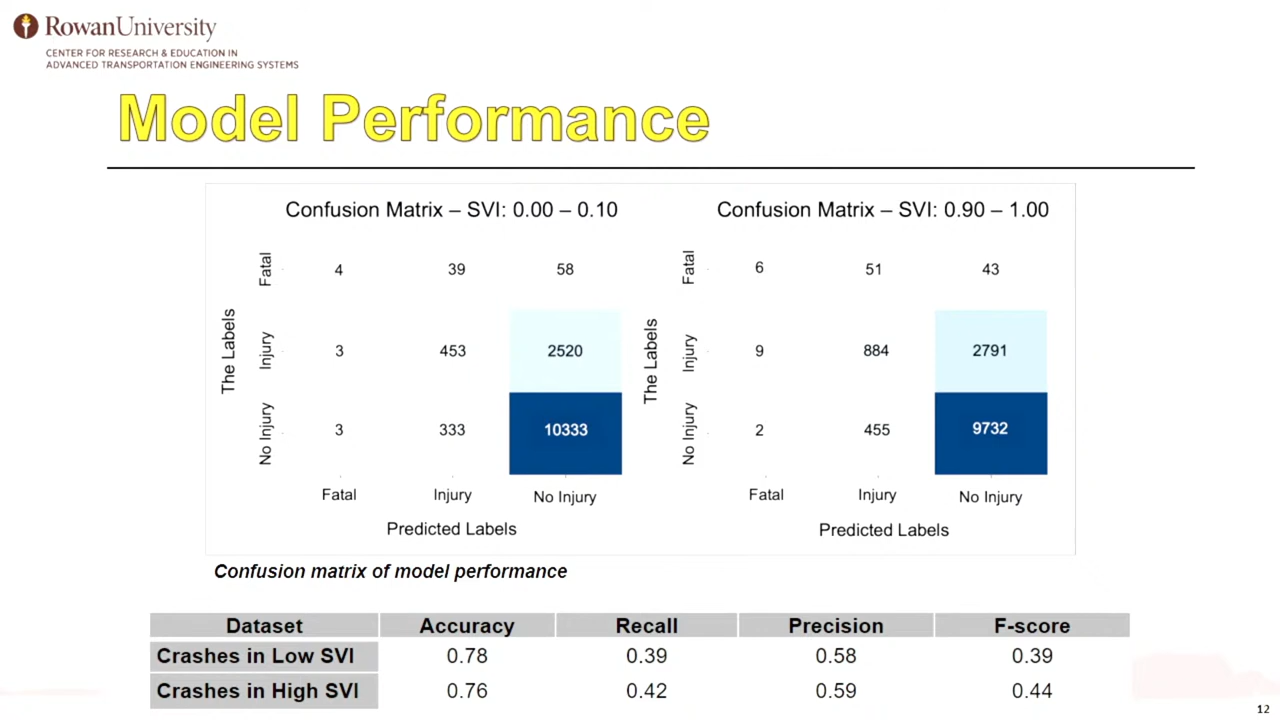 RowanUniversity
CENTER FOR RESEARCH & EDUCATION IN
ADVANCED TRANSPORTATION ENGINEERING SYSTEMS
Model Performance
Confusion Matrix – SVI: 0.00 – 0.10
The Labels
Fatal 4 39 58
Injury 3 453 2520
No Injury 3 333 10333
Fatal Injury No Injury
Predicted Labels
Confusion Matrix – SVI: 0.90 – 1.00
The Labels
Fatal 6 51 43
Injury 9 884 2791
No Injury 2 455 9732
Fatal Injury No Injury
Predicted Labels
Confusion matrix of model performance
Dataset Accuracy Recall Precision F-score
Crashes in Low SVI 0.78 0.39 0.58 0.39
Crashes in High SVI 0.76 0.42 0.59 0.44
12